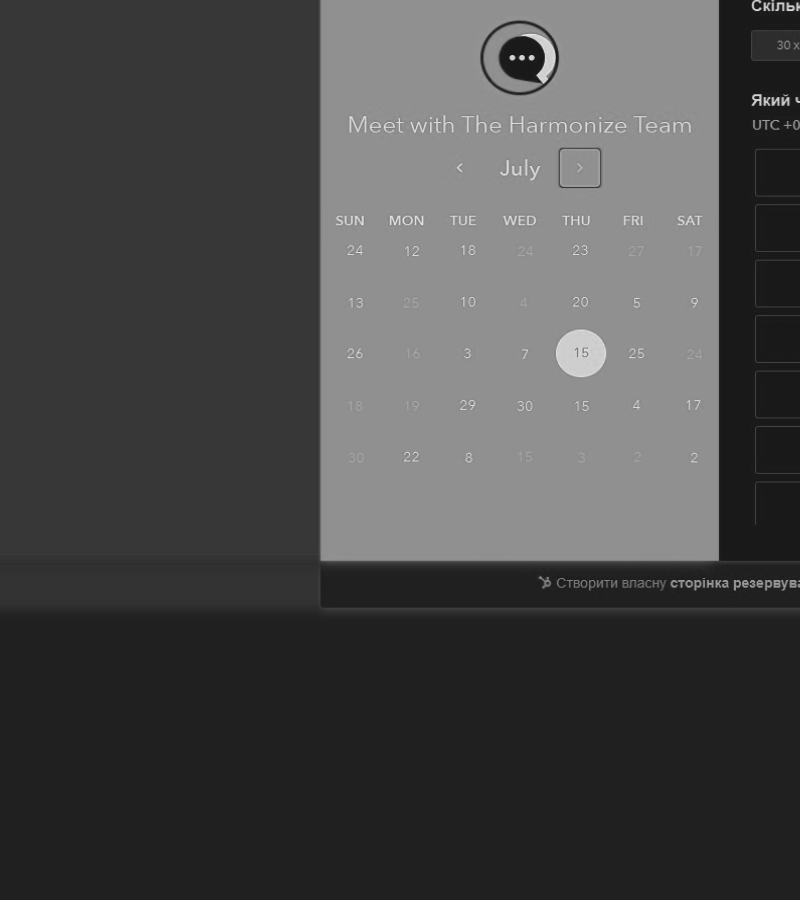 Meet with The Harmonize Team
July
SUN MON TUE WED THU FRI SAT
24 12 18 24 23 27 17
13 25 10 4 20 5 9
26 16 3 7 15 25 24
18 19 29 30 15 4 17
30 22 8 15 3 2 2
Скільк
30 х
Який ч
UTC +0
Створити власну сторінка резервува